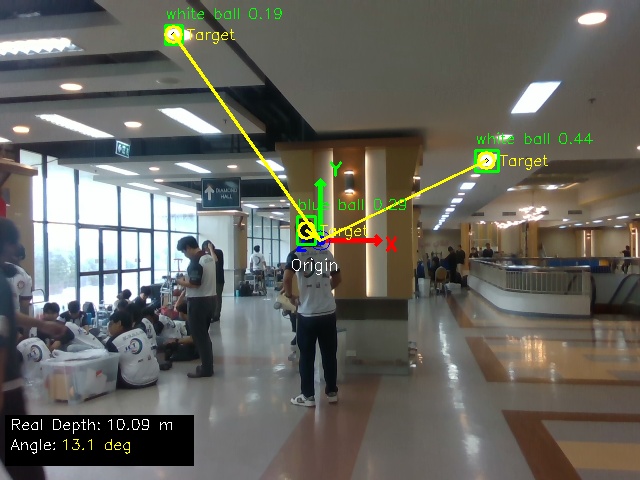 white ball 0.19
Target
white ball 0.44
Target
Y
DIAMOND
HALL
blue ball 0.29
Target
X
Origin
Real Depth: 10.09 m
Angle: 13.1 deg